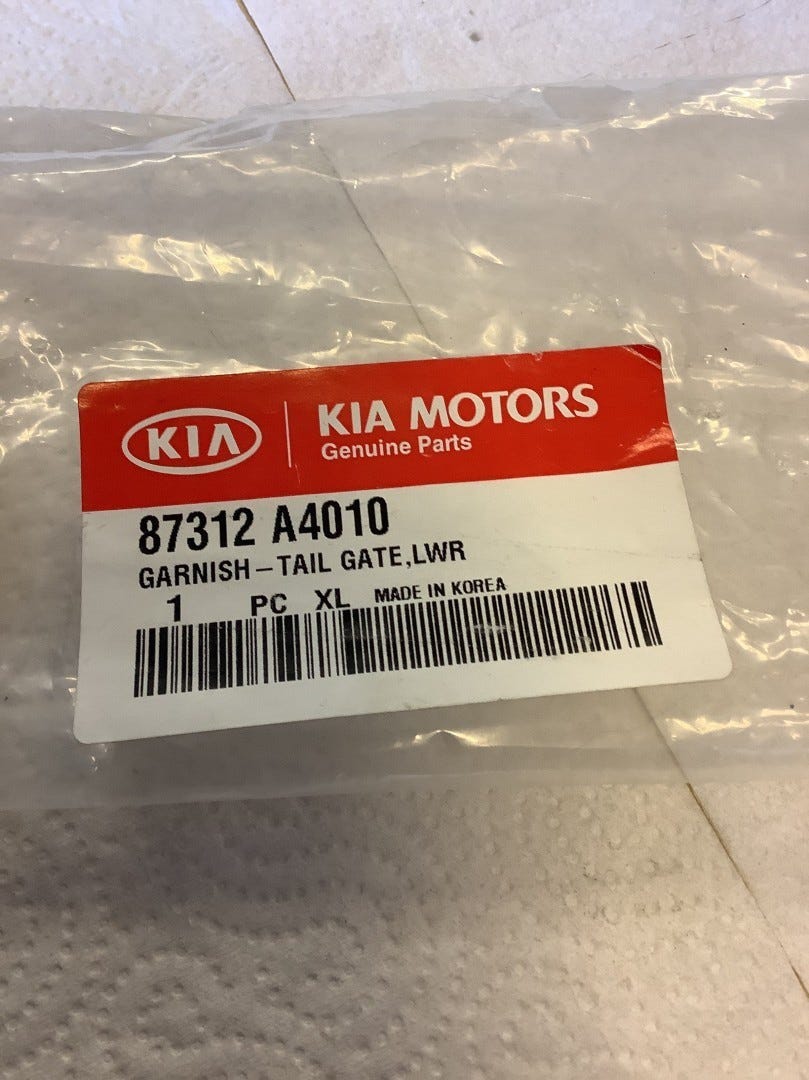 KIA
KIA MOTORS
Genuine Parts
87312 A4010
GARNISH-TAIL GATE,LWR
1 PC XL MADE IN KOREA